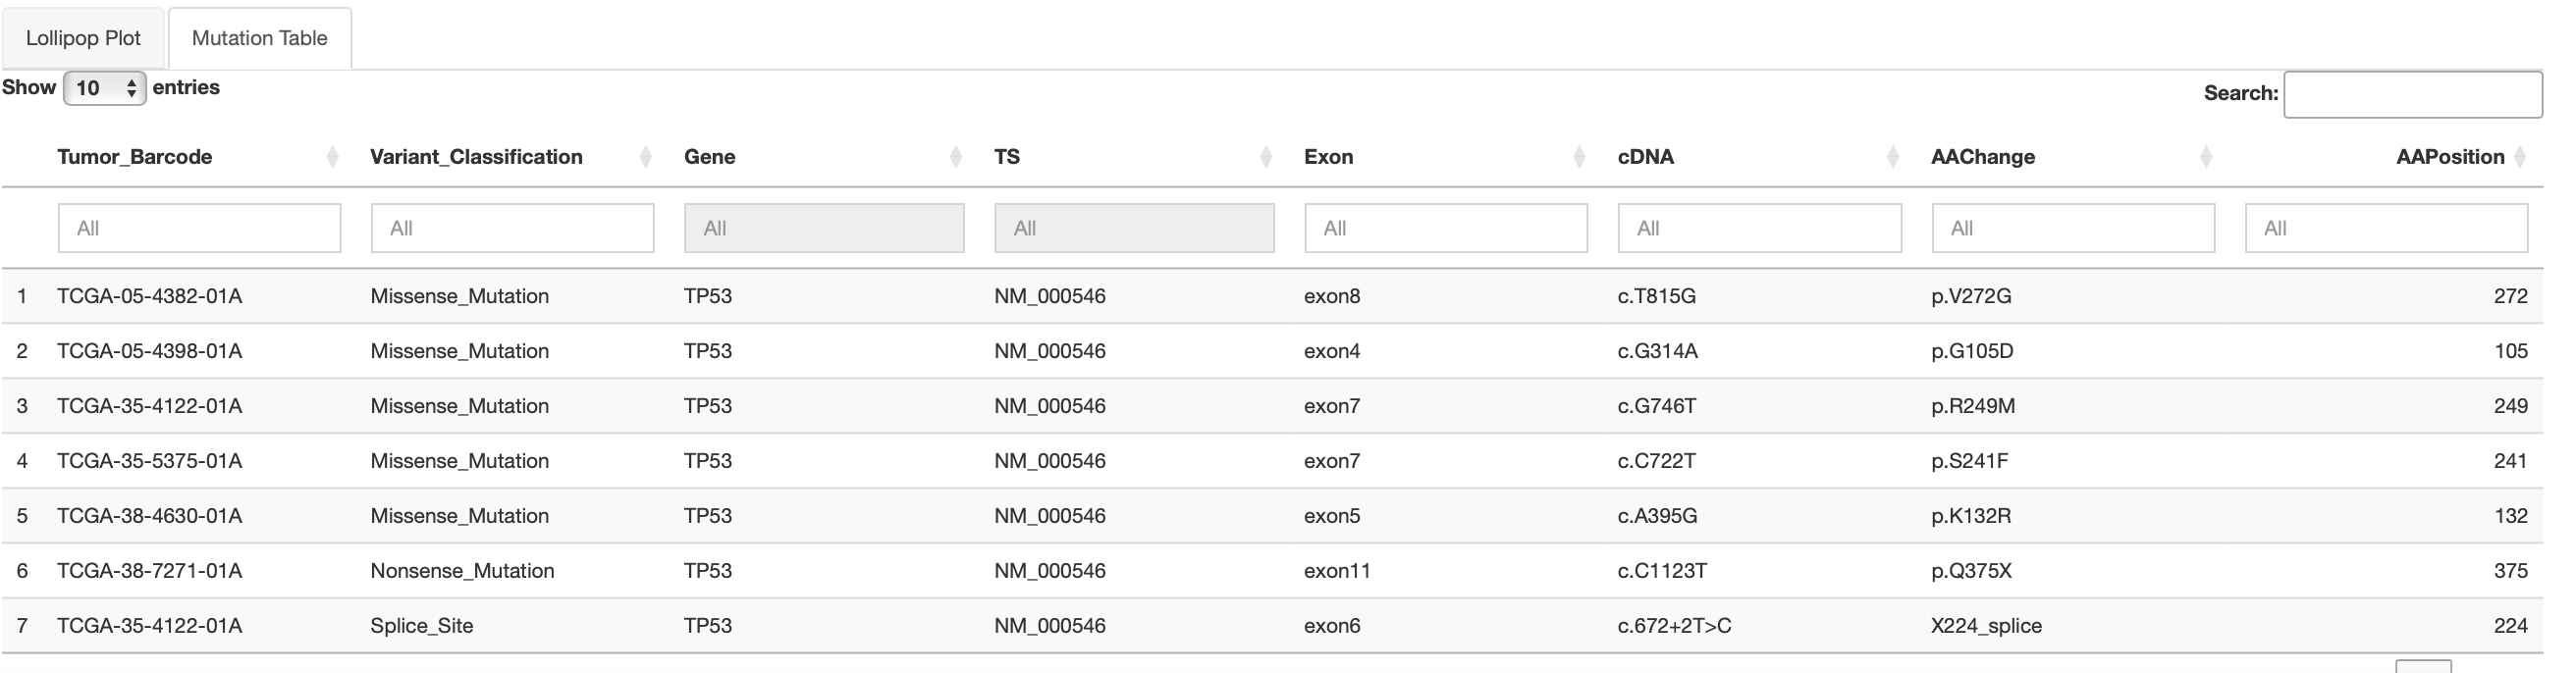 Lollipop Plot Mutation Table
Show 10 entries Search:
Tumor_Barcode Variant_Classification Gene TS Exon cDNA AAChange AAPosition
All All All All All All All All
1 TCGA-05-4382-01A Missense_Mutation TP53 NM_000546 exon8 c.T815G p.V272G 272
2 TCGA-05-4398-01A Missense_Mutation TP53 NM_000546 exon4 c.G314A p.G105D 105
3 TCGA-35-4122-01A Missense_Mutation TP53 NM_000546 exon7 c.G746T p.R249M 249
4 TCGA-35-5375-01A Missense_Mutation TP53 NM_000546 exon7 c.C722T p.S241F 241
5 TCGA-38-4630-01A Missense_Mutation TP53 NM_000546 exon5 c.A395G p.K132R 132
6 TCGA-38-7271-01A Nonsense_Mutation TP53 NM_000546 exon11 c.C1123T p.Q375X 375
7 TCGA-35-4122-01A Splice_Site TP53 NM_000546 exon6 c.672+2T>C X224_splice 224